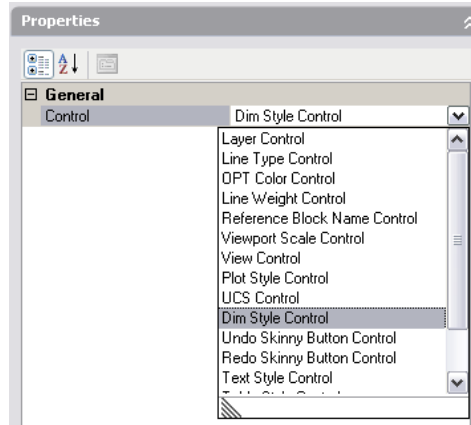 Properties
General
Control Dim Style Control
Layer Control
Line Type Control
OPT Color Control
Line Weight Control
Reference Block Name Control
Viewport Scale Control
View Control
Plot Style Control
UCS Control
Dim Style Control
Undo Skinny Button Control
Redo Skinny Button Control
Text Style Control